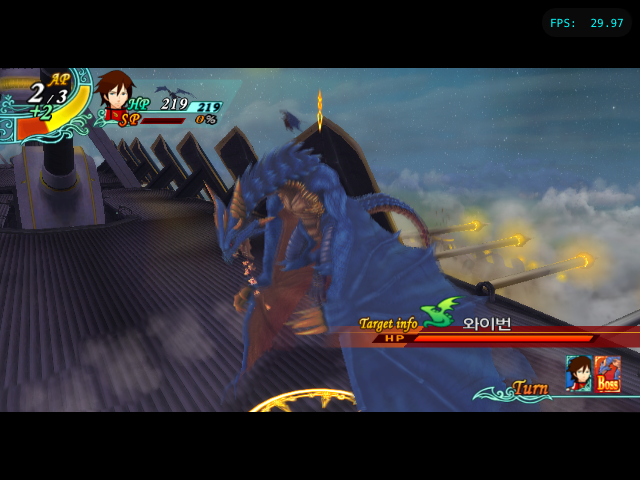 FPS: 29.97
AP
2/3
+2
HP 219 219
SP 0%
Target info 와이번
HP
Turn
Boss